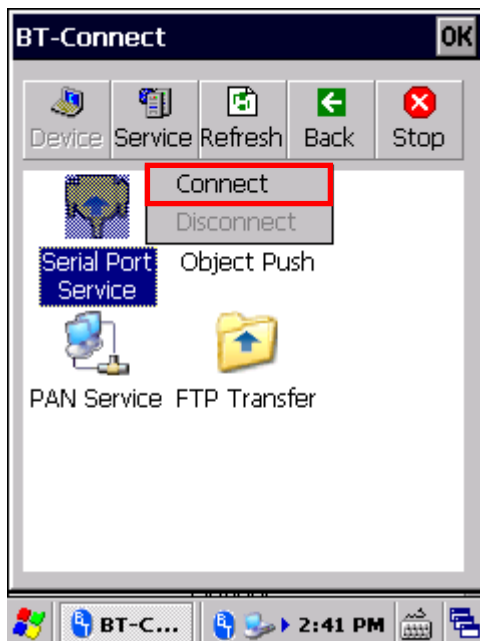 BT-Connect OK
Device Service Refresh Back Stop
Connect
Disconnect
Serial Port Service
Object Push
PAN Service
FTP Transfer
BT-C... 2:41 PM